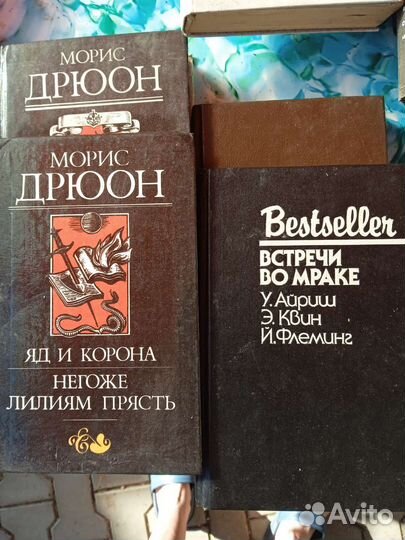 МОРИС
ДРЮОН
МОРИС
ДРЮОН
ЯД И КОРОНА
НЕГОЖЕ
ЛИЛИЯМ ПРЯСТЬ
Bestseller
ВСТРЕЧИ
ВО МРАКЕ
У. Айриш
Э. Квин
Й. Флеминг
Avito